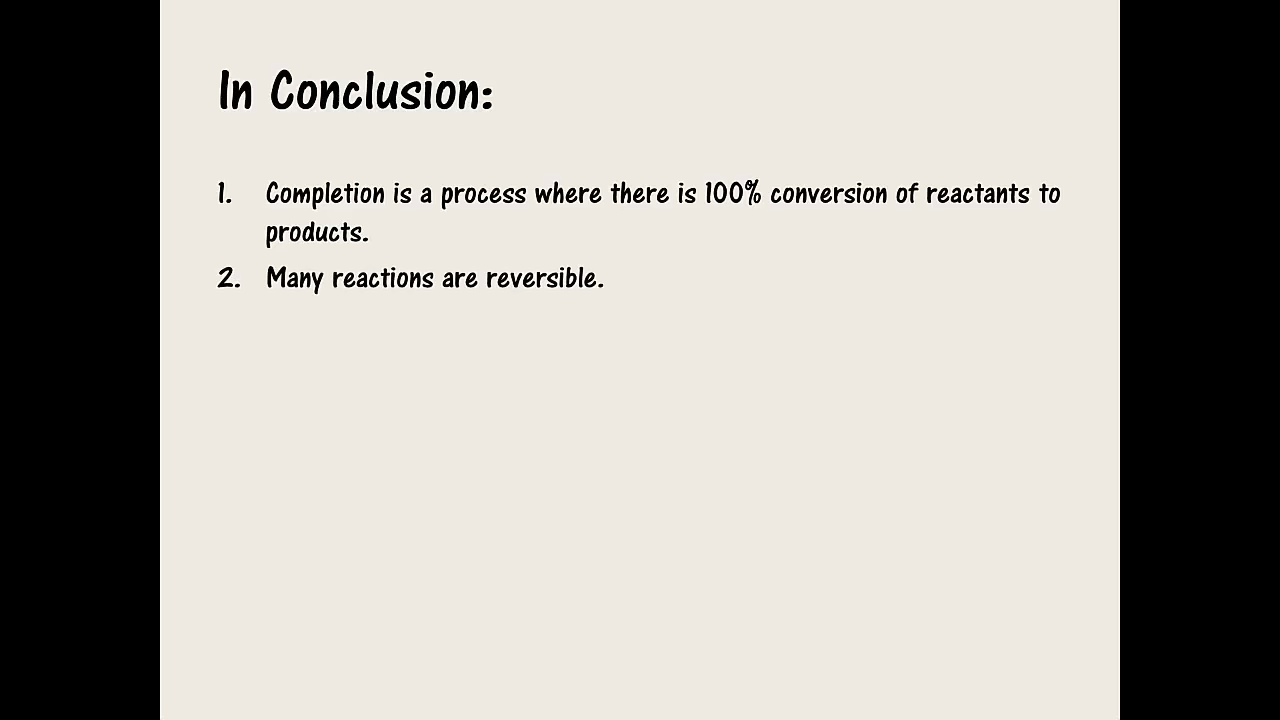 In Conclusion:
1. Completion is a process where there is 100% conversion of reactants to
products.
2. Many reactions are reversible.